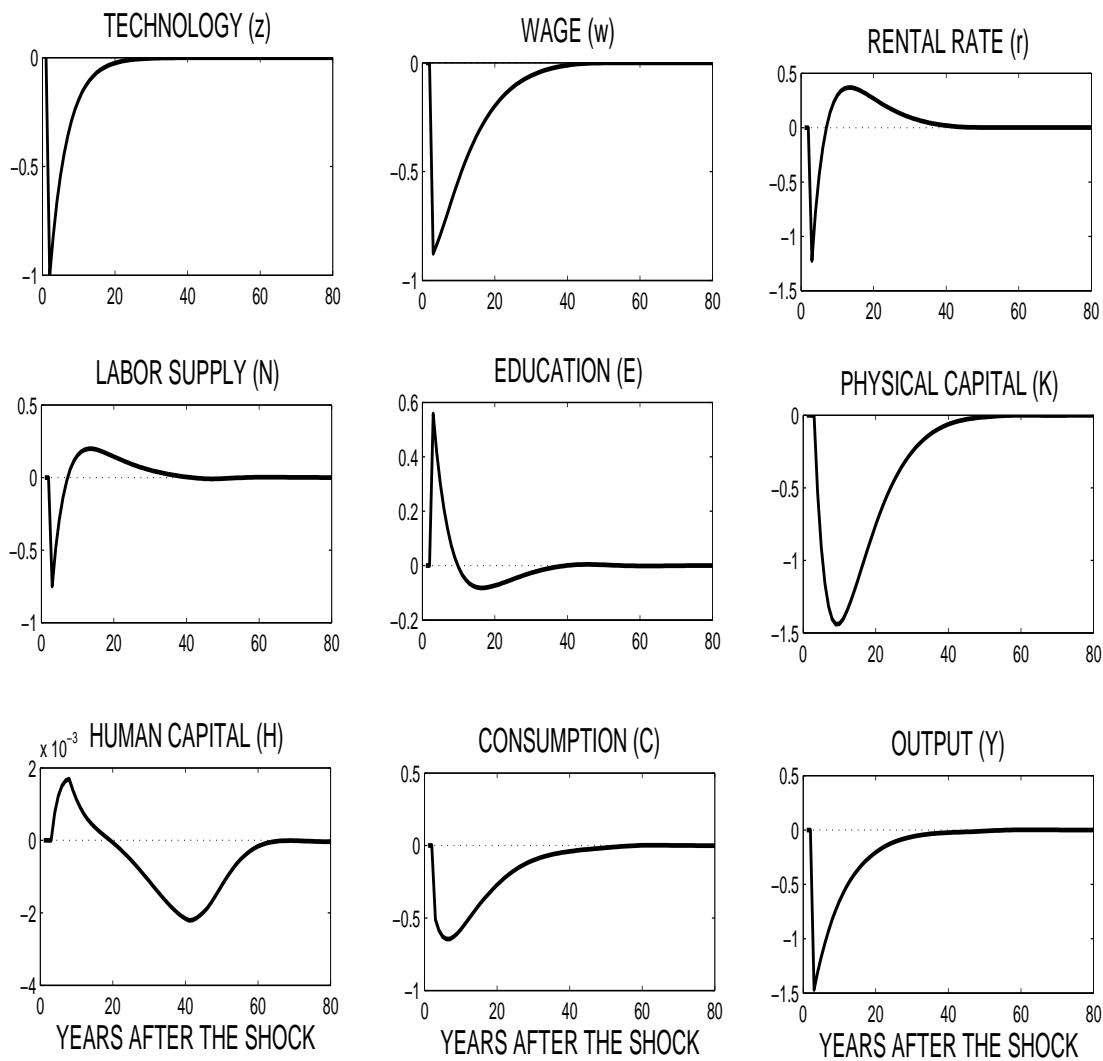 TECHNOLOGY (z)
0
−0.5
−1
0 20 40 60 80
WAGE (w)
0
−0.5
−1
0 20 40 60 80
RENTAL RATE (r)
0.5
0
−0.5
−1
−1.5
0 20 40 60 80
LABOR SUPPLY (N)
0.5
0
−0.5
−1
0 20 40 60 80
EDUCATION (E)
0.6
0.4
0.2
0
−0.2
0 20 40 60 80
PHYSICAL CAPITAL (K)
0
−0.5
−1
−1.5
0 20 40 60 80
HUMAN CAPITAL (H)
x 10−3
2
0
−2
−4
0 20 40 60 80
YEARS AFTER THE SHOCK
CONSUMPTION (C)
0.5
0
−0.5
−1
0 20 40 60 80
YEARS AFTER THE SHOCK
OUTPUT (Y)
0.5
0
−0.5
−1
−1.5
0 20 40 60 80
YEARS AFTER THE SHOCK